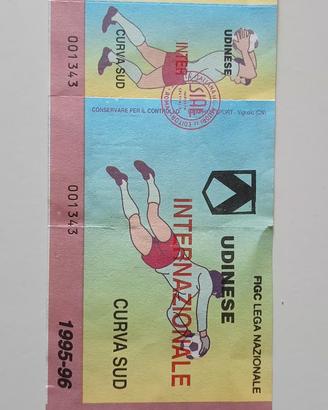 001343
CURVA SUD
INTER
UDINESE
SIAE
CONSERVARE PER IL CONTROLLO
001343
FIGC LEGA NAZIONALE
UDINESE
INTERNAZIONALE
CURVA SUD
1995-96